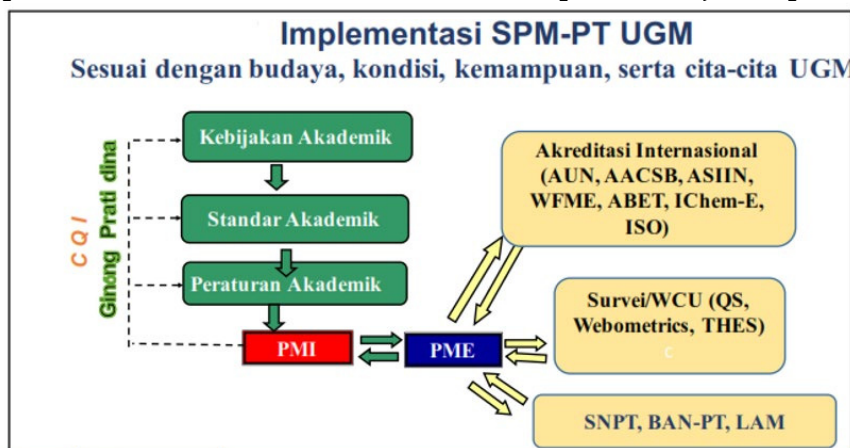 Implementasi SPM-PT UGM
Sesuai dengan budaya, kondisi, kemampuan, serta cita-cita UGM
CQI
Ginong Prati dina
Kebijakan Akademik
Standar Akademik
Peraturan Akademik
PMI
PME
Akreditasi Internasional
(AUN, AACSB, ASIIN,
WFME, ABET, IChem-E,
ISO)
Survei/WCU (QS,
Webometrics, THES)
C
SNPT, BAN-PT, LAM